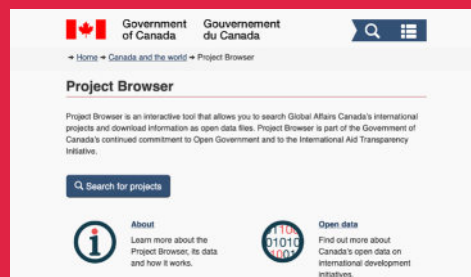 Government of Canada
Gouvernement du Canada
→ Home → Canada and the world → Project Browser
Project Browser
Project Browser is an interactive tool that allows you to search Global Affairs Canada's international
projects and download information as open data files. Project Browser is part of the Government of
Canada's continued commitment to Open Government and to the International Aid Transparency
Initiative.
Search for projects
About
Learn more about the
Project Browser, its data
and how it works.
Open data
Find out more about
Canada's open data on
international development
initiatives.